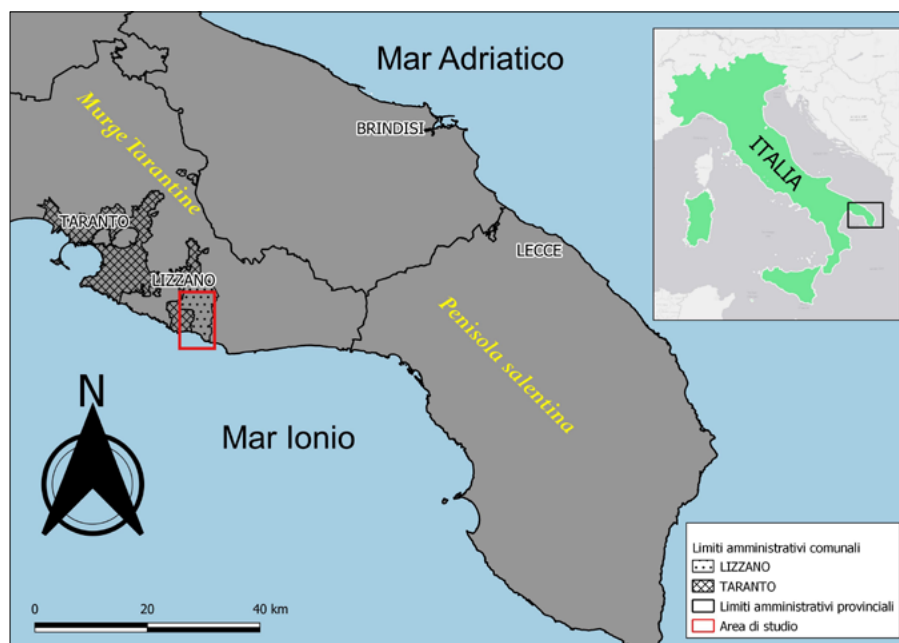 Mar Adriatico
Murge Tarantine
BRINDISI
ITALIA
TARANTO
LECCE
LIZZANO
Penisola salentina
N
Mar Ionio
Limiti amministrativi comunali
LIZZANO
TARANTO
Limiti amministrativi provinciali
Area di studio
0 20 40 km